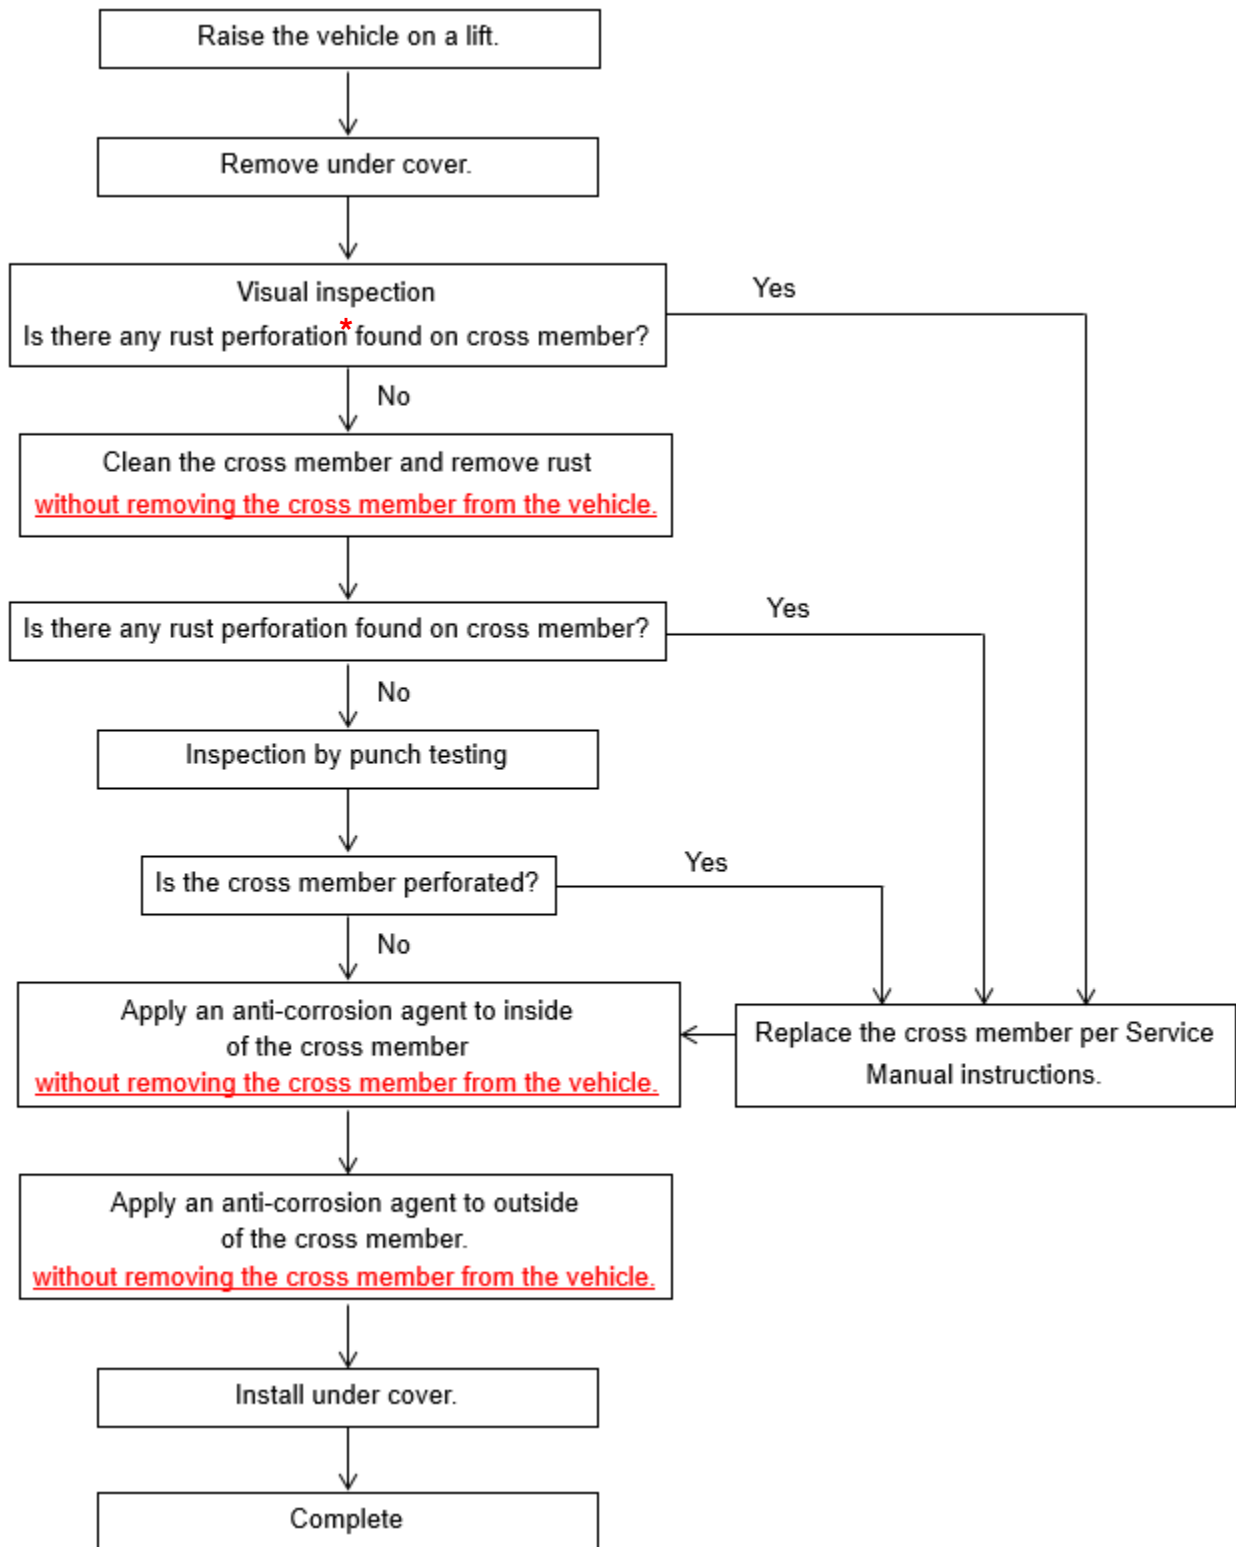 Raise the vehicle on a lift.
Remove under cover.
Visual inspection
Is there any rust perforation* found on cross member?
Yes
No
Clean the cross member and remove rust
without removing the cross member from the vehicle.
Is there any rust perforation found on cross member?
Yes
No
Inspection by punch testing
Is the cross member perforated?
Yes
No
Apply an anti-corrosion agent to inside
of the cross member
without removing the cross member from the vehicle.
Replace the cross member per Service
Manual instructions.
Apply an anti-corrosion agent to outside
of the cross member.
without removing the cross member from the vehicle.
Install under cover.
Complete